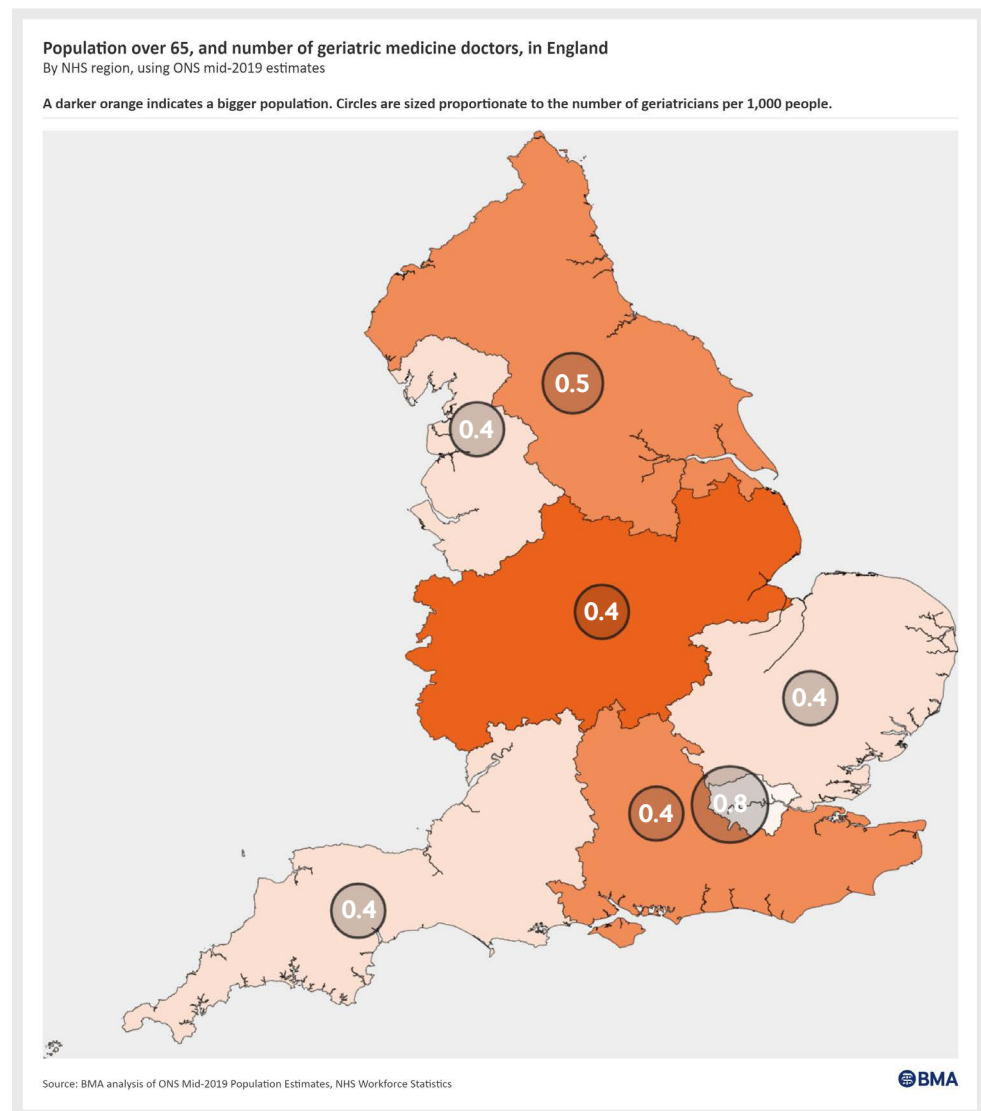 Population over 65, and number of geriatric medicine doctors, in England
By NHS region, using ONS mid-2019 estimates
A darker orange indicates a bigger population. Circles are sized proportionate to the number of geriatricians per 1,000 people.
0.5
0.4
0.4
0.4
0.8
0.4
0.4
Source: BMA analysis of ONS Mid-2019 Population Estimates, NHS Workforce Statistics
BMA